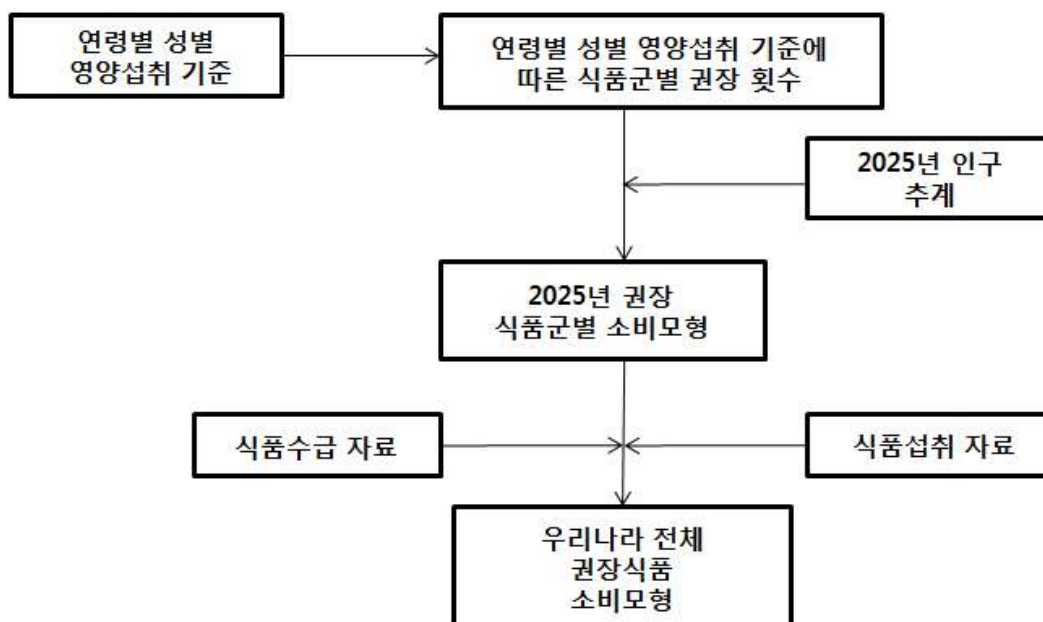 연령별 성별
영양섭취 기준
연령별 성별 영양섭취 기준에
따른 식품군별 권장 횟수
2025년 인구
추계
2025년 권장
식품군별 소비모형
식품수급 자료
식품섭취 자료
우리나라 전체
권장식품
소비모형